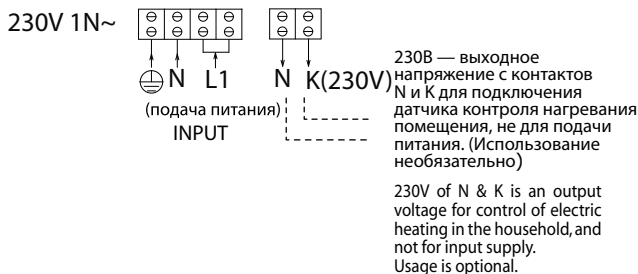 230V 1N~
N L1 N K(230V)
(подача питания)
INPUT
230В — выходное
напряжение с контактов
N и К для подключения
датчика контроля нагревания
помещения, не для подачи
питания. (Использование
необязательно)
230V of N & K is an output
voltage for control of electric
heating in the household, and
not for input supply.
Usage is optional.